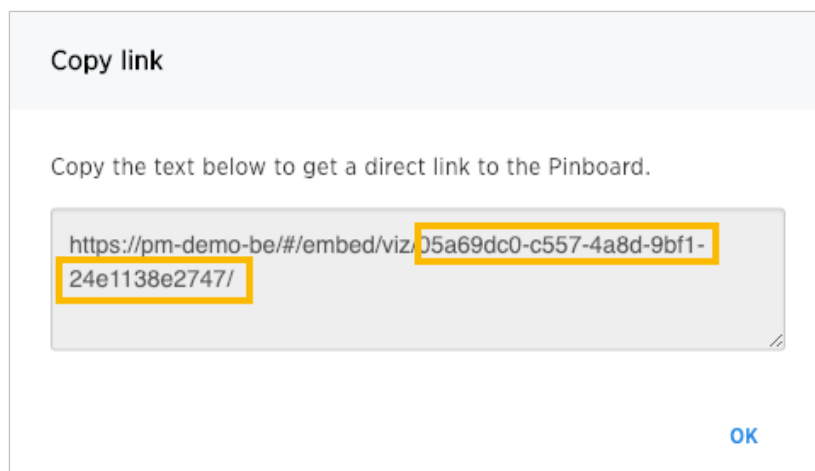 Copy link
Copy the text below to get a direct link to the Pinboard.
https://pm-demo-be/#/embed/viz/05a69dc0-c557-4a8d-9bf1-
24e1138e2747/
OK